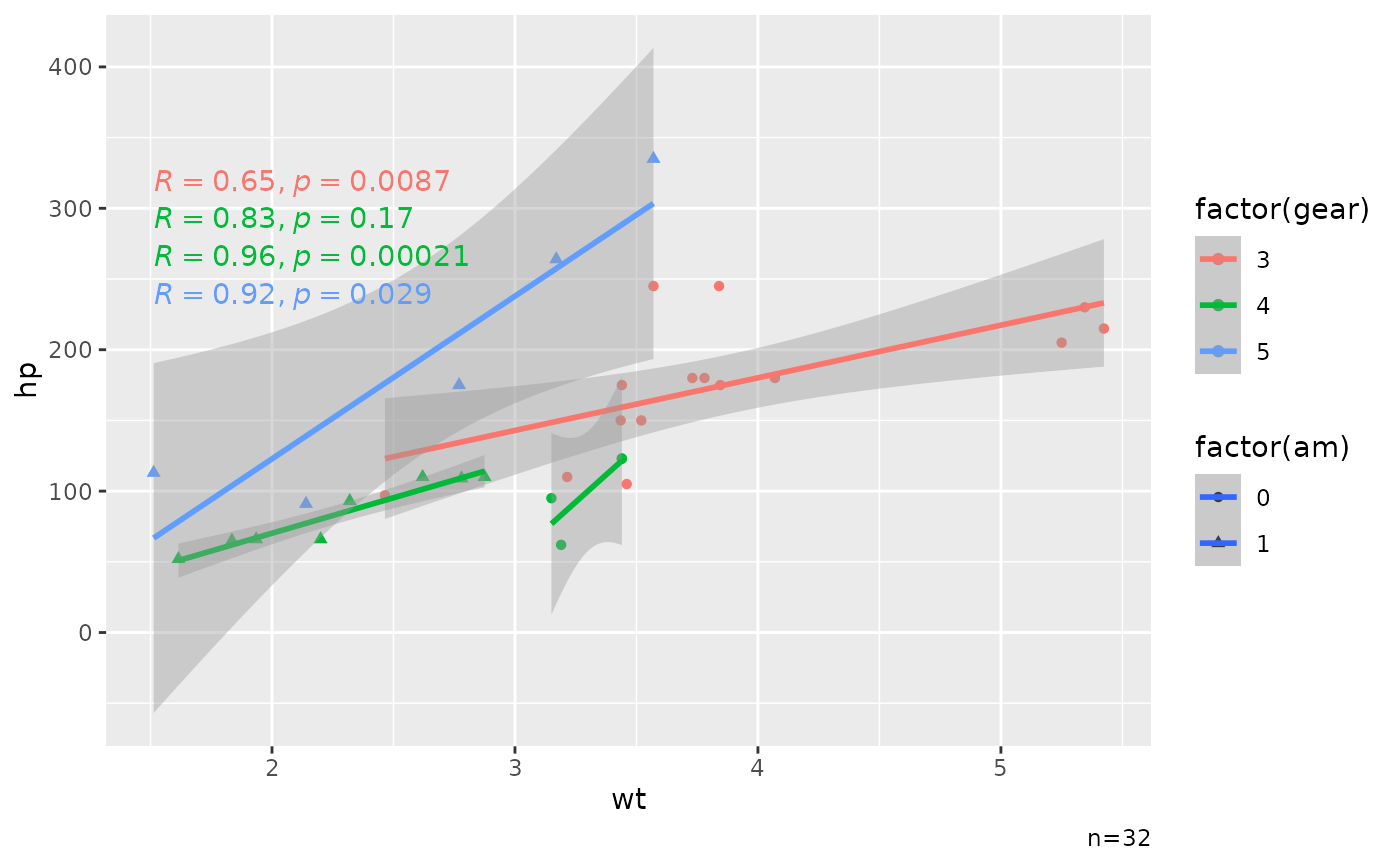 400
300
200
100
0
hp
R = 0.65, p = 0.0087
R = 0.83, p = 0.17
R = 0.96, p = 0.00021
R = 0.92, p = 0.029
2 3 4 5
wt
factor(gear)
3
4
5
factor(am)
0
1
n=32